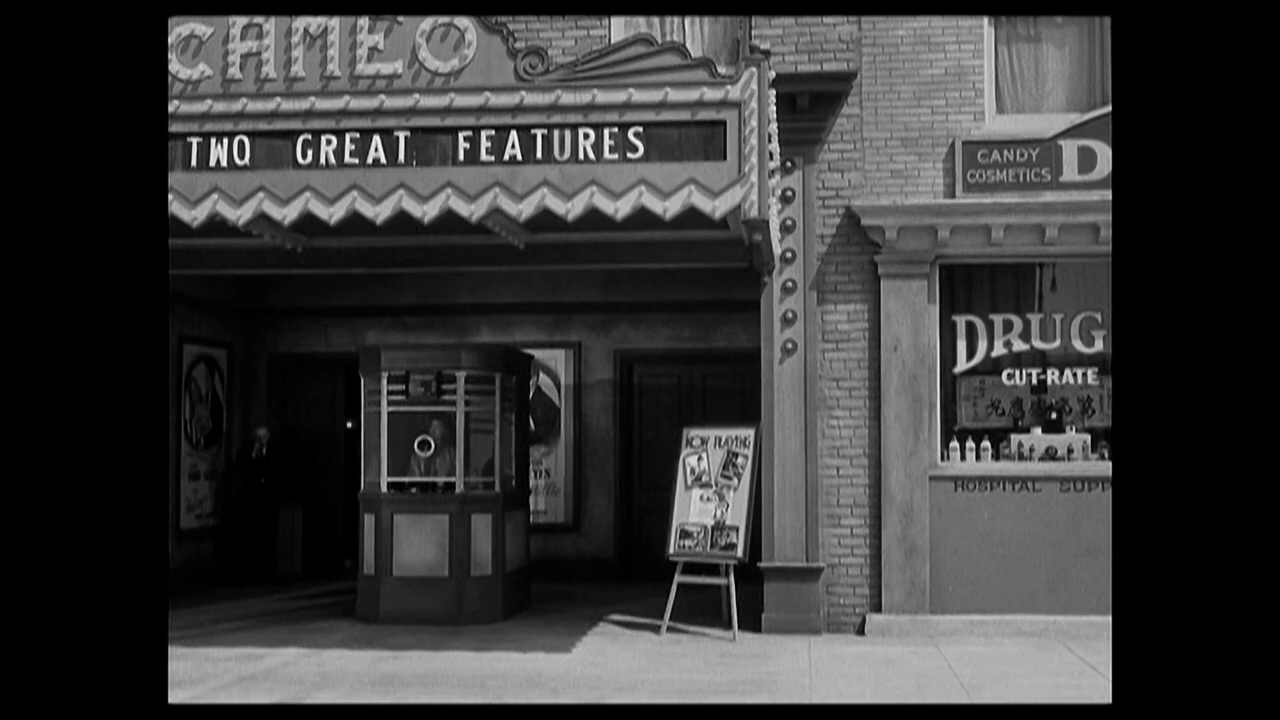 CAMEO
TWO GREAT FEATURES
CANDY
COSMETICS
D
DRUG
CUT-RATE
HOSPITAL SUPP
NOW PLAYING